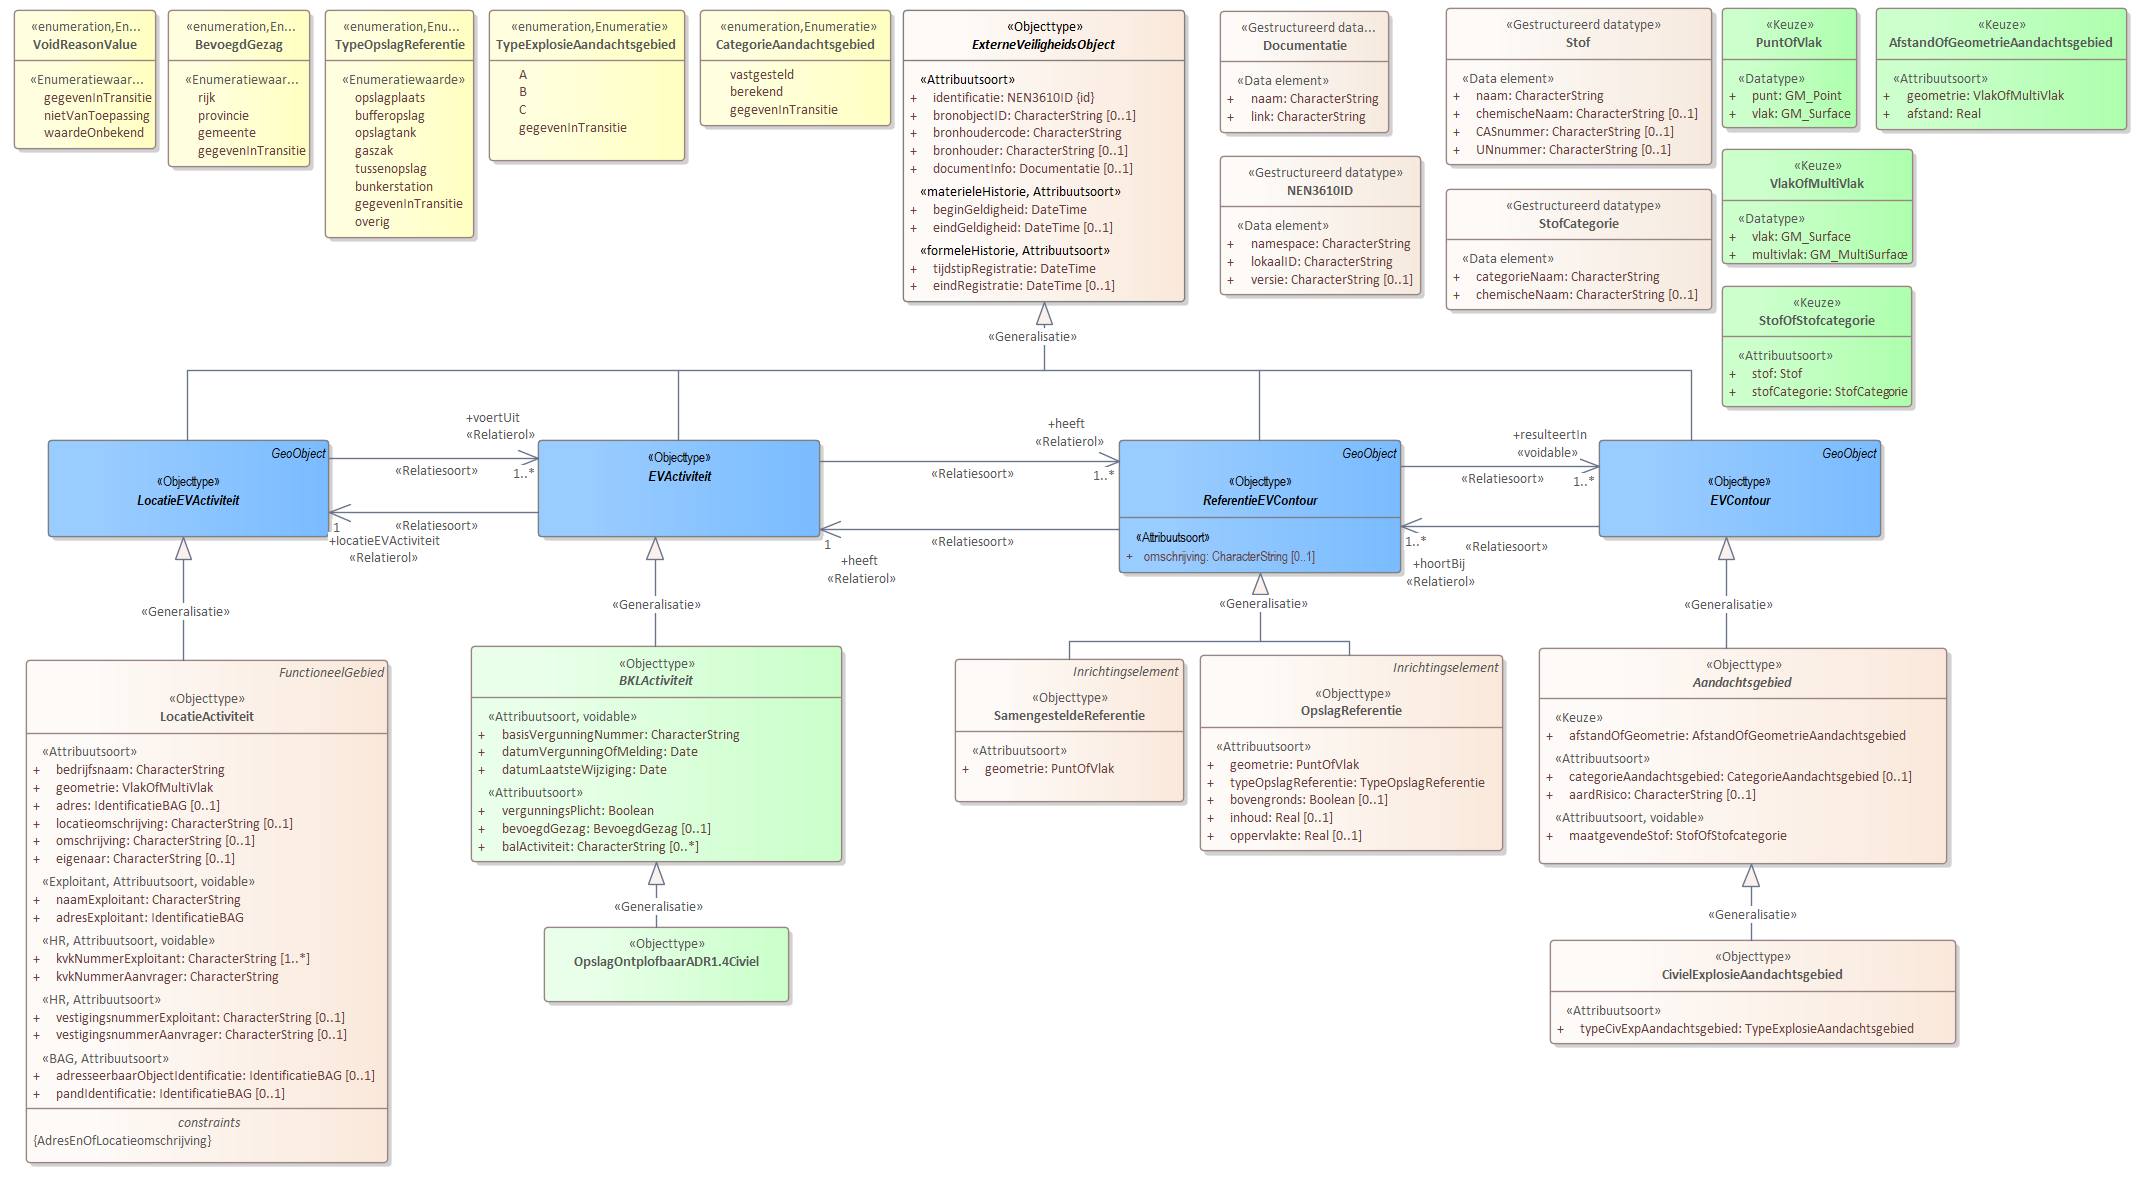 «enumeration,En...
VoidReasonValue
«Enumeratiewaar...
gegevenInTransitie
nietVanToepassing
waardeOnbekend
«enumeration,En...
BevoegdGezag
«Enumeratiewaar...
rijk
provincie
gemeente
gegevenInTransitie
«enumeration,Enu...
TypeOpslagReferentie
«Enumeratiewaarde»
opslagplaats
bufferopslag
opslagtank
gaszak
tussenopslag
bunkerstation
gegevenInTransitie
overig
«enumeration,Enumeratie»
TypeExplosieAandachtsgebied
A
B
C
gegevenInTransitie
«enumeration,Enumeratie»
CategorieAandachtsgebied
vastgesteld
berekend
gegevenInTransitie
«Objecttype»
ExterneVeiligheidsObject
«Attribuutsoort»
+ identificatie: NEN3610ID {id}
+ bronobjectID: CharacterString [0..1]
+ bronhoudercode: CharacterString
+ bronhouder: CharacterString [0..1]
+ documentInfo: Documentatie [0..1]
«materieleHistorie, Attribuutsoort»
+ beginGeldigheid: DateTime
+ eindGeldigheid: DateTime [0..1]
«formeleHistorie, Attribuutsoort»
+ tijdstipRegistratie: DateTime
+ eindRegistratie: DateTime [0..1]
«Gestructureerd data...
Documentatie
«Data element»
+ naam: CharacterString
+ link: CharacterString
«Gestructureerd datatype»
NEN3610ID
«Data element»
+ namespace: CharacterString
+ lokaalID: CharacterString
+ versie: CharacterString [0..1]
«Gestructureerd datatype»
Stof
«Data element»
+ naam: CharacterString
+ chemischeNaam: CharacterString [0..1]
+ CASnummer: CharacterString [0..1]
+ UNnummer: CharacterString [0..1]
«Gestructureerd datatype»
StofCategorie
«Data element»
+ categorieNaam: CharacterString
+ chemischeNaam: CharacterString [0..1]
«Keuze»
PuntOfVlak
«Datatype»
+ punt: GM_Point
+ vlak: GM_Surface
«Keuze»
AfstandOfGeometrieAandachtsgebied
«Attribuutsoort»
+ geometrie: VlakOfMultiVlak
+ afstand: Real
«Keuze»
VlakOfMultiVlak
«Datatype»
+ vlak: GM_Surface
+ multivlak: GM_MultiSurface
«Keuze»
StofOfStofcategorie
«Attribuutsoort»
+ stof: Stof
+ stofCategorie: StofCategorie
«Generalisatie»
GeoObject
«Objecttype»
LocatieEVActiviteit
+voertUit
«Relatierol»
«Relatiesoort»
1..*
«Relatiesoort»
1
+locatieEVActiviteit
«Relatierol»
«Objecttype»
EVActiviteit
+heeft
«Relatierol»
«Relatiesoort»
1..*
«Relatiesoort»
1
+heeft
«Relatierol»
GeoObject
«Objecttype»
ReferentieEVContour
«Attribuutsoort»
+ omschrijving: CharacterString [0..1]
+resulteertIn
«voidable»
«Relatiesoort»
1..*
1..*
«Relatiesoort»
+hoortBij
«Relatierol»
GeoObject
«Objecttype»
EVContour
«Generalisatie»
«Generalisatie»
«Generalisatie»
«Generalisatie»
FunctioneelGebied
«Objecttype»
LocatieActiviteit
«Attribuutsoort»
+ bedrijfsnaam: CharacterString
+ geometrie: VlakOfMultiVlak
+ adres: IdentificatieBAG [0..1]
+ locatieomschrijving: CharacterString [0..1]
+ omschrijving: CharacterString [0..1]
+ eigenaar: CharacterString [0..1]
«Exploitant, Attribuutsoort, voidable»
+ naamExploitant: CharacterString
+ adresExploitant: IdentificatieBAG
«HR, Attribuutsoort, voidable»
+ kvkNummerExploitant: CharacterString [1..*]
+ kvkNummerAanvrager: CharacterString
«HR, Attribuutsoort»
+ vestigingsnummerExploitant: CharacterString [0..1]
+ vestigingsnummerAanvrager: CharacterString [0..1]
«BAG, Attribuutsoort»
+ adresseerbaarObjectIdentificatie: IdentificatieBAG [0..1]
+ pandIdentificatie: IdentificatieBAG [0..1]
constraints
{AdresEnOfLocatieomschrijving}
«Objecttype»
BKLActiviteit
«Attribuutsoort, voidable»
+ basisVergunningNummer: CharacterString
+ datumVergunningOfMelding: Date
+ datumLaatsteWijziging: Date
«Attribuutsoort»
+ vergunningsPlicht: Boolean
+ bevoegdGezag: BevoegdGezag [0..1]
+ balActiviteit: CharacterString [0..*]
«Generalisatie»
«Objecttype»
OpslagOntplofbaarADR1.4Civiel
Inrichtingselement
«Objecttype»
SamengesteldeReferentie
«Attribuutsoort»
+ geometrie: PuntOfVlak
Inrichtingselement
«Objecttype»
OpslagReferentie
«Attribuutsoort»
+ geometrie: PuntOfVlak
+ typeOpslagReferentie: TypeOpslagReferentie
+ bovengronds: Boolean [0..1]
+ inhoud: Real [0..1]
+ oppervlakte: Real [0..1]
«Objecttype»
Aandachtsgebied
«Keuze»
+ afstandOfGeometrie: AfstandOfGeometrieAandachtsgebied
«Attribuutsoort»
+ categorieAandachtsgebied: CategorieAandachtsgebied [0..1]
+ aardRisico: CharacterString [0..1]
«Attribuutsoort, voidable»
+ maatgevendeStof: StofOfStofcategorie
«Generalisatie»
«Objecttype»
CivielExplosieAandachtsgebied
«Attribuutsoort»
+ typeCivExpAandachtsgebied: TypeExplosieAandachtsgebied